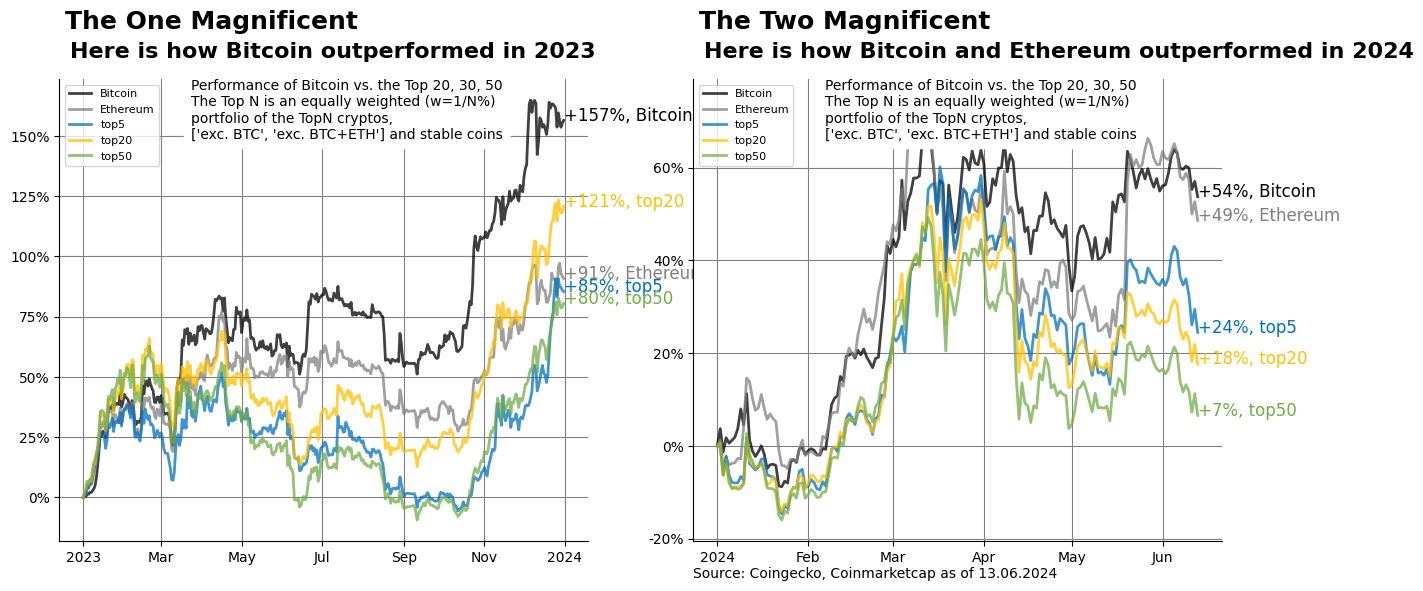 The One Magnificent
Here is how Bitcoin outperformed in 2023
Bitcoin
Ethereum
top5
top20
top50
Performance of Bitcoin vs. the Top 20, 30, 50
The Top N is an equally weighted (w=1/N%)
portfolio of the TopN cryptos,
['exc. BTC', 'exc. BTC+ETH'] and stable coins
150%
125%
100%
75%
50%
25%
0%
+157%, Bitcoin
+121%, top20
+91%, Ethereum
+85%, top5
+80%, top50
2023
Mar
May
Jul
Sep
Nov
2024
The Two Magnificent
Here is how Bitcoin and Ethereum outperformed in 2024
Bitcoin
Ethereum
top5
top20
top50
Performance of Bitcoin vs. the Top 20, 30, 50
The Top N is an equally weighted (w=1/N%)
portfolio of the TopN cryptos,
['exc. BTC', 'exc. BTC+ETH'] and stable coins
60%
40%
20%
0%
-20%
+54%, Bitcoin
+49%, Ethereum
+24%, top5
+18%, top20
+7%, top50
2024
Feb
Mar
Apr
May
Jun
Source: Coingecko, Coinmarketcap as of 13.06.2024